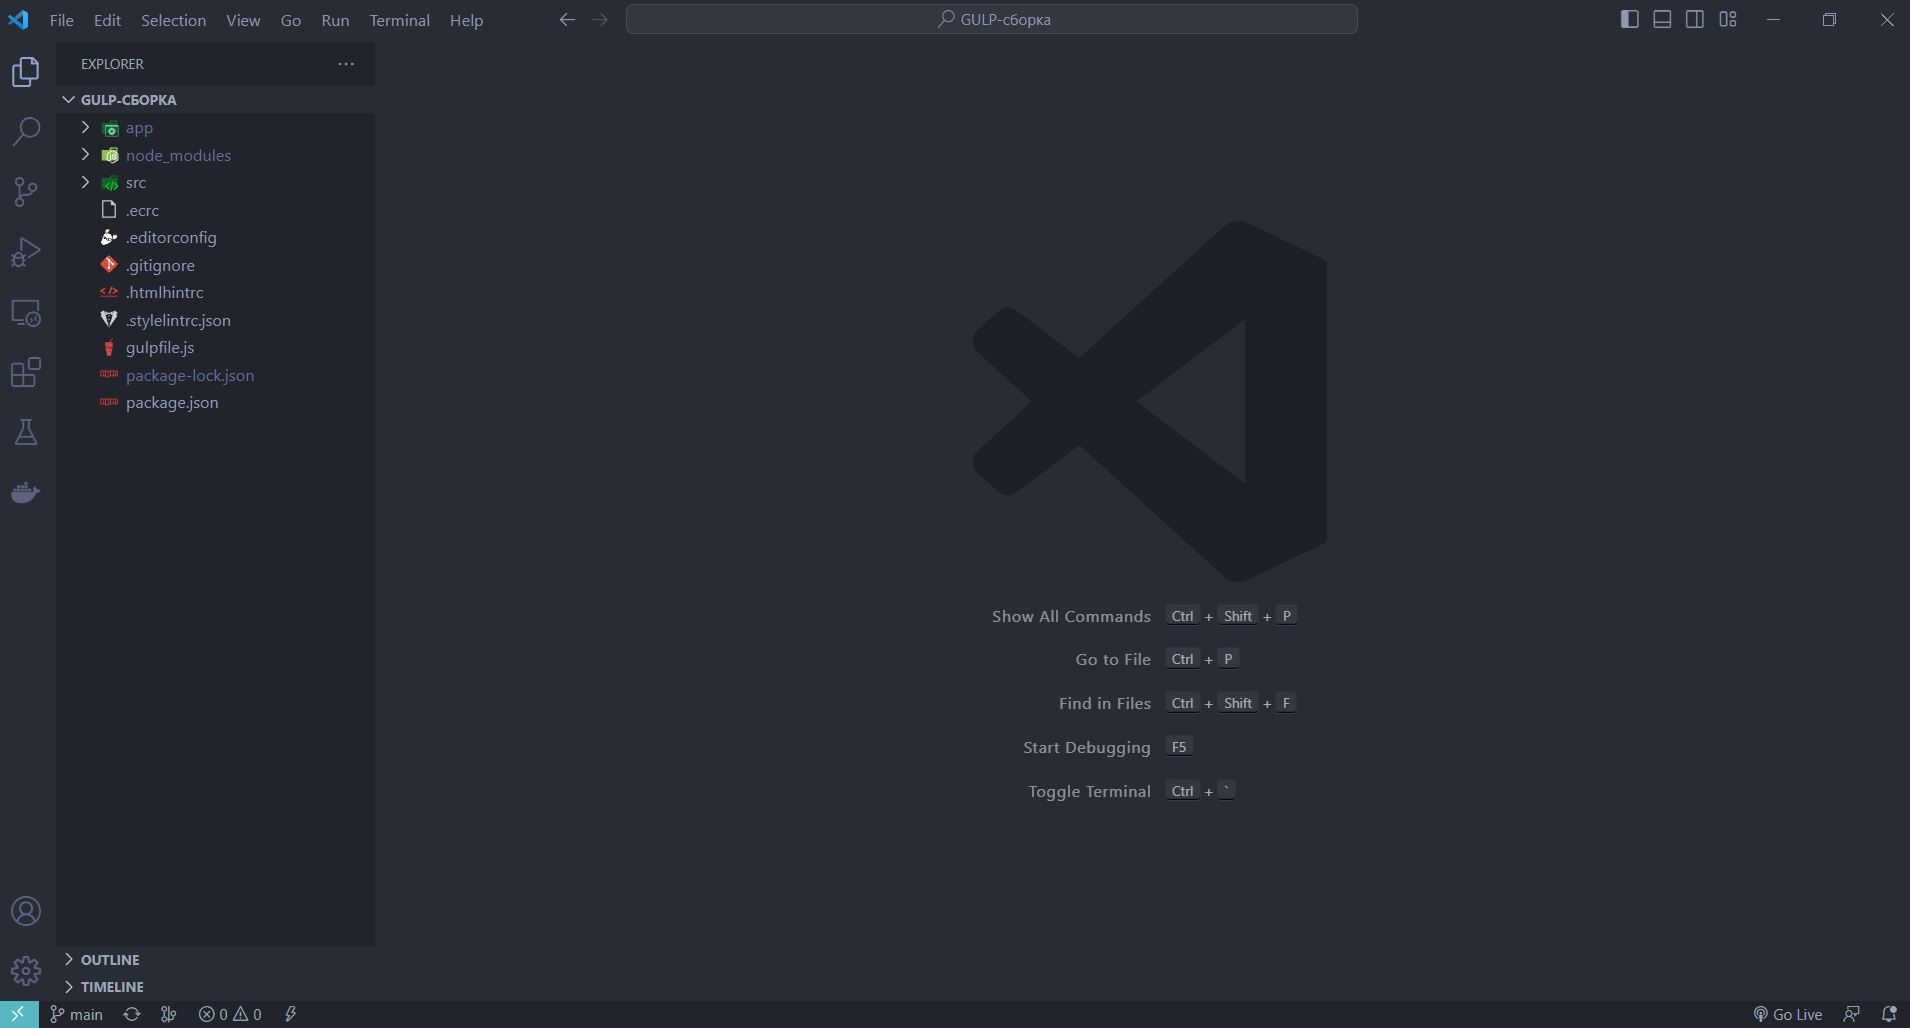 File Edit Selection View Go Run Terminal Help
GULP-сборка
EXPLORER
GULP-СБОРКА
app
node_modules
src
.ecrc
.editorconfig
.gitignore
.htmlhintrc
.stylelintrc.json
gulpfile.js
package-lock.json
package.json
Show All Commands Ctrl + Shift + P
Go to File Ctrl + P
Find in Files Ctrl + Shift + F
Start Debugging F5
Toggle Terminal Ctrl + `
OUTLINE
TIMELINE
main 0 0 Go Live